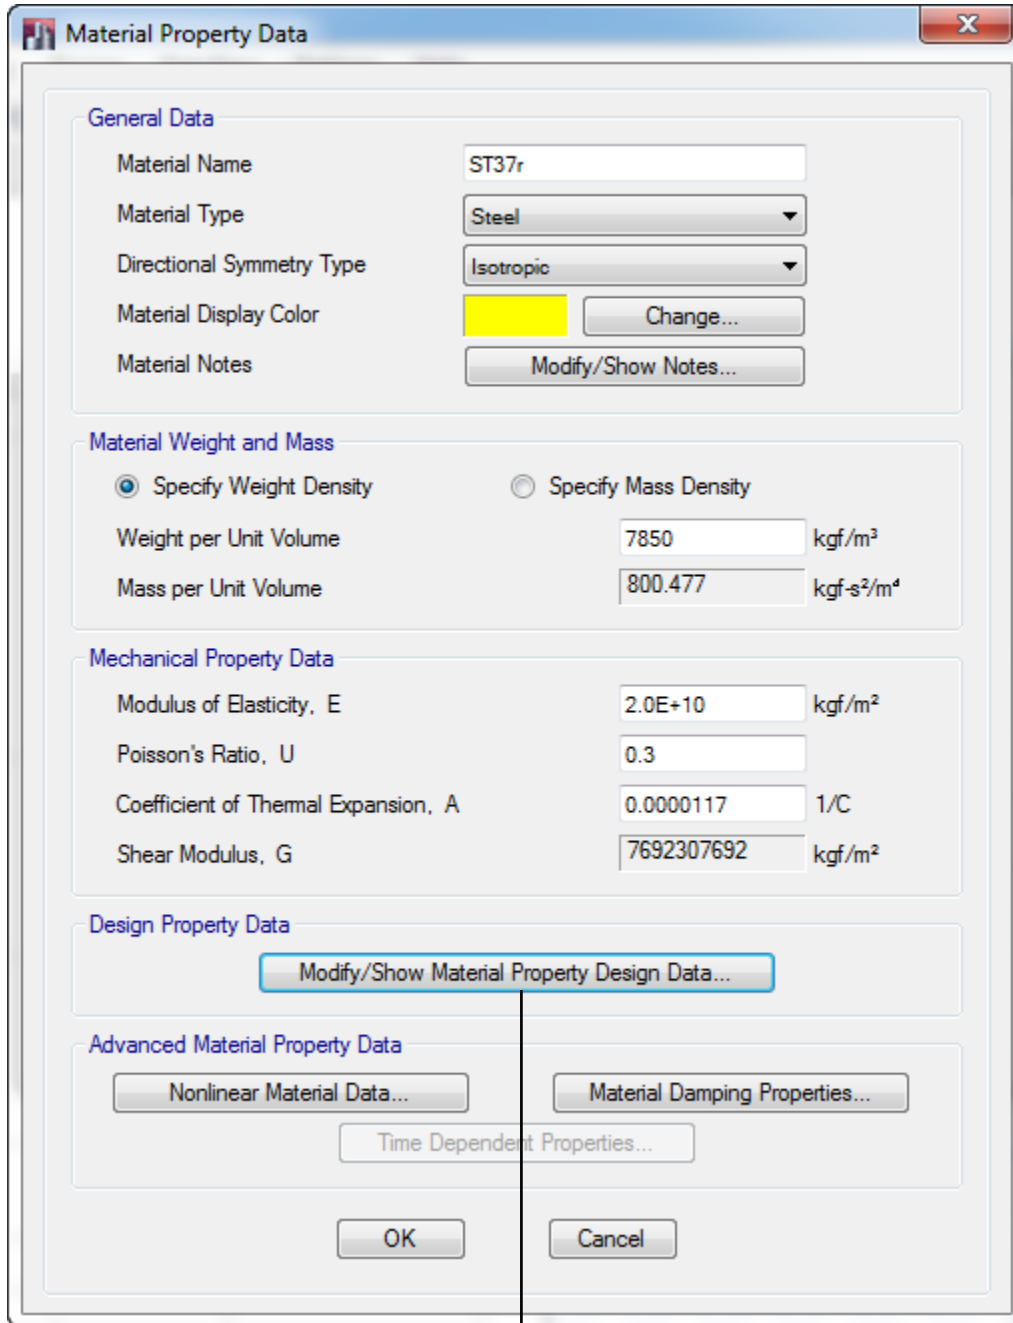 Material Property Data
General Data
Material Name ST37r
Material Type Steel
Directional Symmetry Type Isotropic
Material Display Color Change...
Material Notes Modify/Show Notes...
Material Weight and Mass
Specify Weight Density Specify Mass Density
Weight per Unit Volume 7850 kgf/m³
Mass per Unit Volume 800.477 kgf-s²/m⁴
Mechanical Property Data
Modulus of Elasticity, E 2.0E+10 kgf/m²
Poisson's Ratio, U 0.3
Coefficient of Thermal Expansion, A 0.0000117 1/C
Shear Modulus, G 7692307692 kgf/m²
Design Property Data
Modify/Show Material Property Design Data...
Advanced Material Property Data
Nonlinear Material Data... Material Damping Properties...
Time Dependent Properties...
OK Cancel